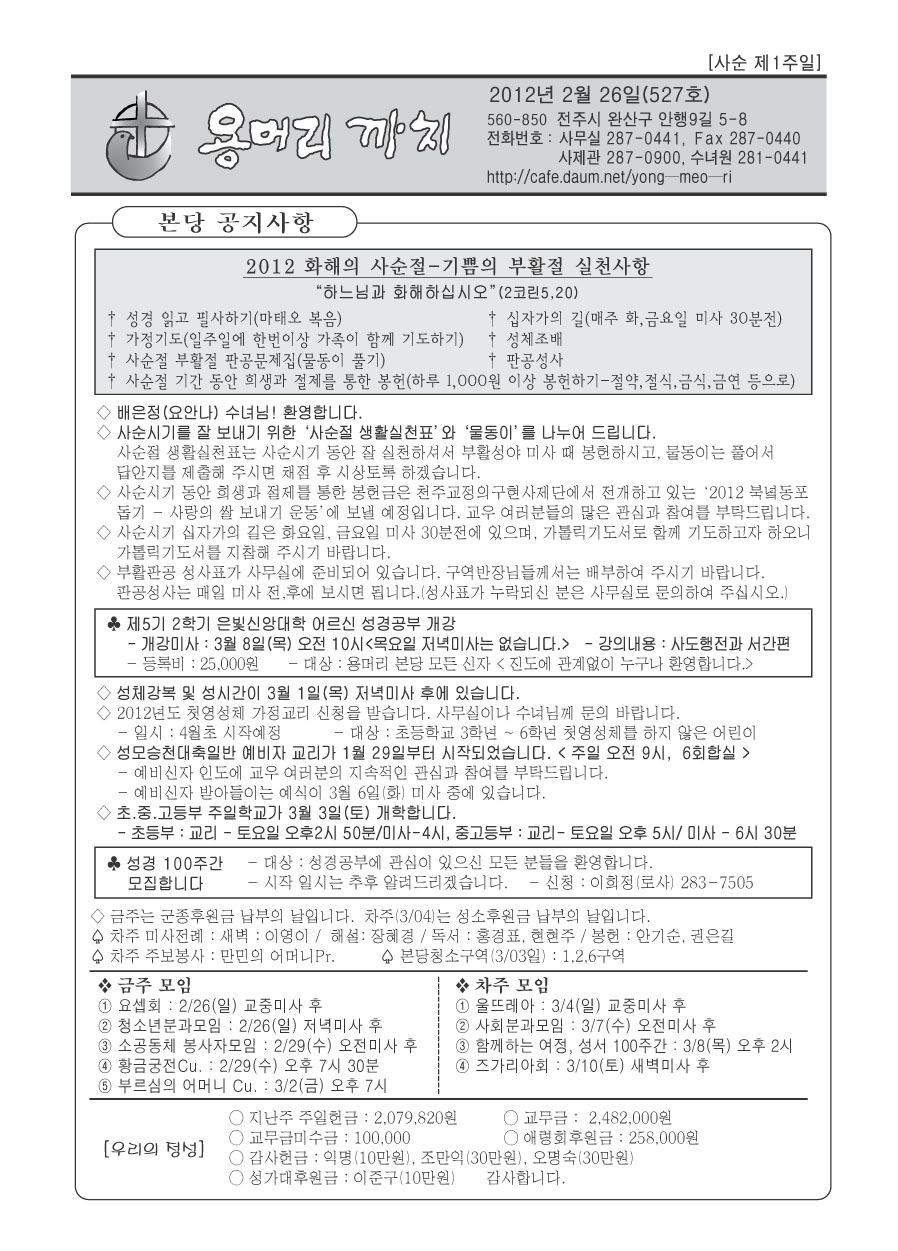 [사순 제1주일]
용머리 까치
2012년 2월 26일(527호)
560-850 전주시 완산구 안행9길 5-8
전화번호 : 사무실 287-0441, Fax 287-0440
사제관 287-0900, 수녀원 281-0441
http://cafe.daum.net/yong—meo—ri
본당 공지사항
2012 화해의 사순절-기쁨의 부활절 실천사항
“하느님과 화해하십시오”(2코린5,20)
† 성경 읽고 필사하기(마태오 복음) † 십자가의 길(매주 화,금요일 미사 30분전)
† 가정기도(일주일에 한번이상 가족이 함께 기도하기) † 성체조배
† 사순절 부활절 판공문제집(물동이 풀기) † 판공성사
† 사순절 기간 동안 희생과 절제를 통한 봉헌(하루 1,000원 이상 봉헌하기-절약,절식,금식,금연 등으로)
◇ 배은정(요안나) 수녀님! 환영합니다.
◇ 사순시기를 잘 보내기 위한 ‘사순절 생활실천표’와 ‘물동이’를 나누어 드립니다.
사순절 생활실천표는 사순시기 동안 잘 실천하셔서 부활성야 미사 때 봉헌하시고, 물동이는 풀어서
답안지를 제출해 주시면 채점 후 시상토록 하겠습니다.
◇ 사순시기 동안 희생과 절제를 통한 봉헌금은 천주교정의구현사제단에서 전개하고 있는 ‘2012 북녘동포
돕기 - 사랑의 쌀 보내기 운동’에 보낼 예정입니다. 교우 여러분들의 많은 관심과 참여를 부탁드립니다.
◇ 사순시기 십자가의 길은 화요일, 금요일 미사 30분전에 있으며, 가톨릭기도서로 함께 기도하고자 하오니
가톨릭기도서를 지참해 주시기 바랍니다.
◇ 부활판공 성사표가 사무실에 준비되어 있습니다. 구역반장님들께서는 배부하여 주시기 바랍니다.
판공성사는 매일 미사 전,후에 보시면 됩니다.(성사표가 누락되신 분은 사무실로 문의하여 주십시오.)
♣ 제5기 2학기 은빛신앙대학 어르신 성경공부 개강
- 개강미사 : 3월 8일(목) 오전 10시<목요일 저녁미사는 없습니다.> - 강의내용 : 사도행전과 서간편
- 등록비 : 25,000원 - 대상 : 용머리 본당 모든 신자 < 진도에 관계없이 누구나 환영합니다.>
◇ 성체강복 및 성시간이 3월 1일(목) 저녁미사 후에 있습니다.
◇ 2012년도 첫영성체 가정교리 신청을 받습니다. 사무실이나 수녀님께 문의 바랍니다.
- 일시 : 4월초 시작예정 - 대상 : 초등학교 3학년 ~ 6학년 첫영성체를 하지 않은 어린이
◇ 성모승천대축일반 예비자 교리가 1월 29일부터 시작되었습니다. < 주일 오전 9시, 6회합실 >
- 예비신자 인도에 교우 여러분의 지속적인 관심과 참여를 부탁드립니다.
- 예비신자 받아들이는 예식이 3월 6일(화) 미사 중에 있습니다.
◇ 초.중.고등부 주일학교가 3월 3일(토) 개학합니다.
- 초등부 : 교리 - 토요일 오후2시 50분/미사-4시, 중고등부 : 교리- 토요일 오후 5시/ 미사 - 6시 30분
♣ 성경 100주간 - 대상 : 성경공부에 관심이 있으신 모든 분들을 환영합니다.
모집합니다 - 시작 일시는 추후 알려드리겠습니다. - 신청 : 이희정(로사) 283-7505
◇ 금주는 군종후원금 납부의 날입니다. 차주(3/04)는 성소후원금 납부의 날입니다.
♤ 차주 미사전례 : 새벽 : 이영이 / 해설: 장혜경 / 독서 : 홍경표, 현현주 / 봉헌 : 안기순, 권은길
♤ 차주 주보봉사 : 만민의 어머니Pr. ♤ 본당청소구역(3/03일) : 1,2,6구역
❖ 금주 모임
① 요셉회 : 2/26(일) 교중미사 후
② 청소년분과모임 : 2/26(일) 저녁미사 후
③ 소공동체 봉사자모임 : 2/29(수) 오전미사 후
④ 황금궁전Cu. : 2/29(수) 오후 7시 30분
⑤ 부르심의 어머니 Cu. : 3/2(금) 오후 7시
❖ 차주 모임
① 울뜨레아 : 3/4(일) 교중미사 후
② 사회분과모임 : 3/7(수) 오전미사 후
③ 함께하는 여정, 성서 100주간 : 3/8(목) 오후 2시
④ 즈가리아회 : 3/10(토) 새벽미사 후
[우리의 정성]
○ 지난주 주일헌금 : 2,079,820원 ○ 교무금 : 2,482,000원
○ 교무금미수금 : 100,000 ○ 애령회후원금 : 258,000원
○ 감사헌금 : 익명(10만원), 조만익(30만원), 오명숙(30만원)
○ 성가대후원금 : 이준구(10만원) 감사합니다.